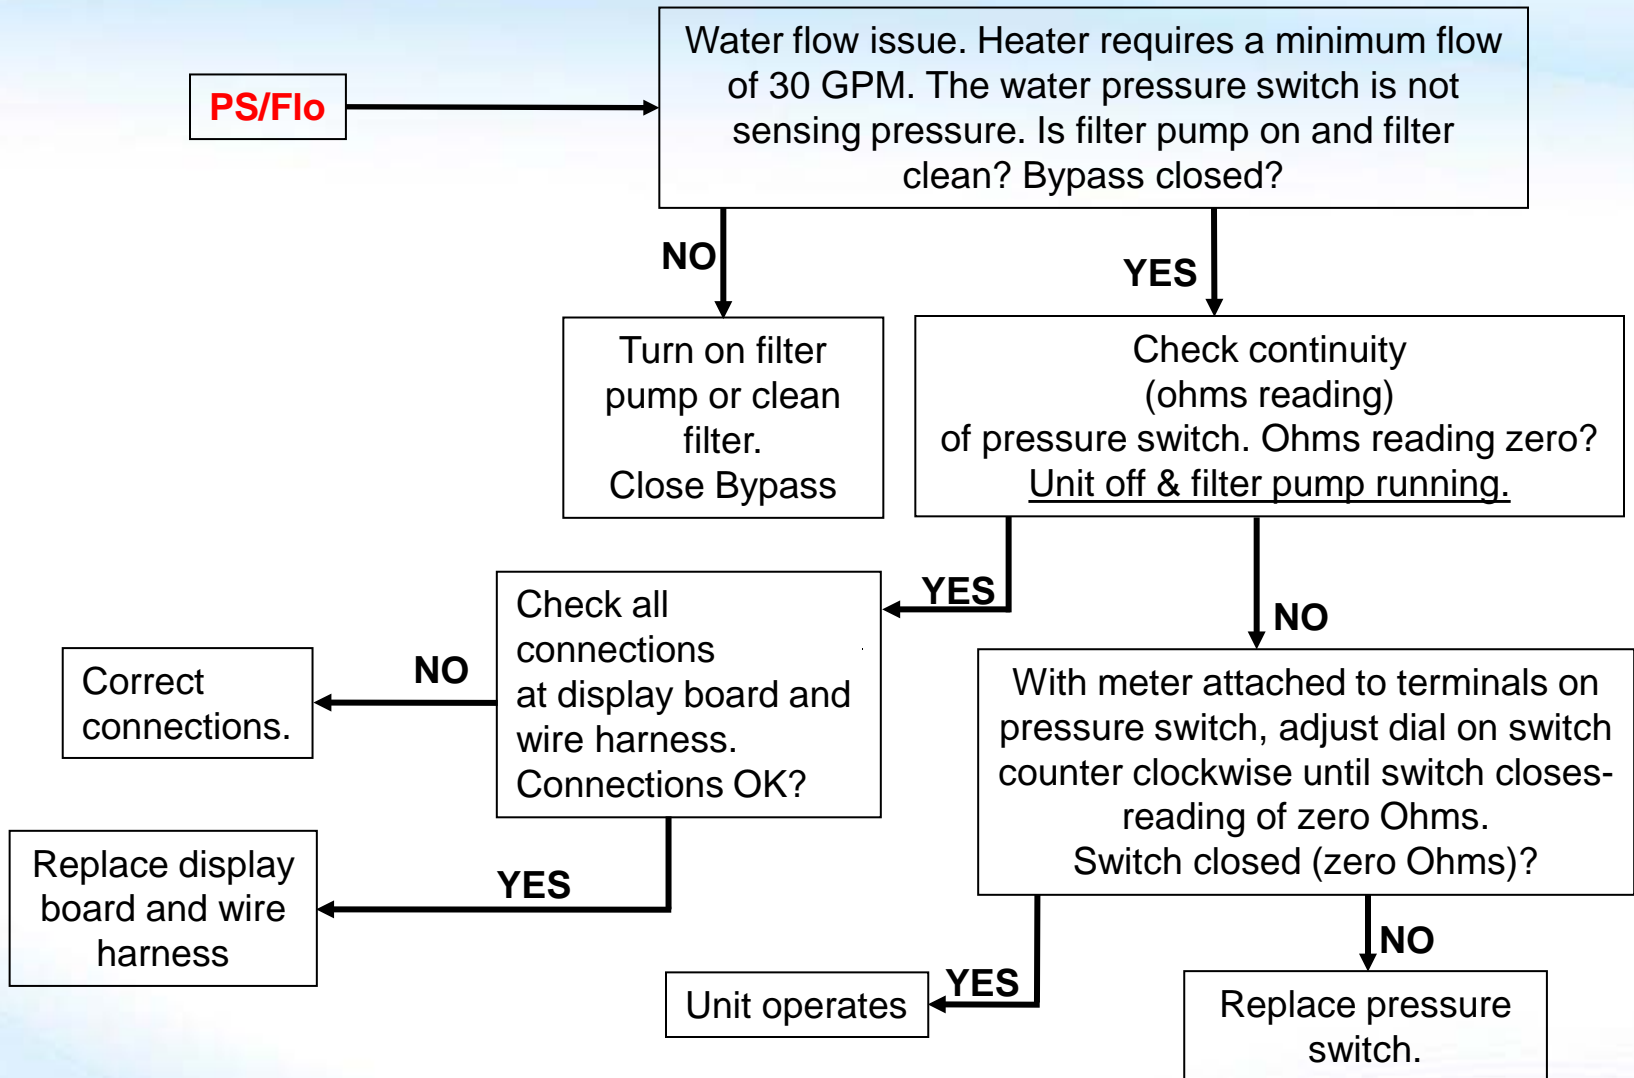 PS/Flo
Water flow issue. Heater requires a minimum flow
of 30 GPM. The water pressure switch is not
sensing pressure. Is filter pump on and filter
clean? Bypass closed?
NO
YES
Turn on filter
pump or clean
filter.
Close Bypass
Check continuity
(ohms reading)
of pressure switch. Ohms reading zero?
Unit off & filter pump running.
YES
NO
Check all
connections
at display board and
wire harness.
Connections OK?
NO
Correct
connections.
YES
Replace display
board and wire
harness
With meter attached to terminals on
pressure switch, adjust dial on switch
counter clockwise until switch closes-
reading of zero Ohms.
Switch closed (zero Ohms)?
YES
Unit operates
NO
Replace pressure
switch.